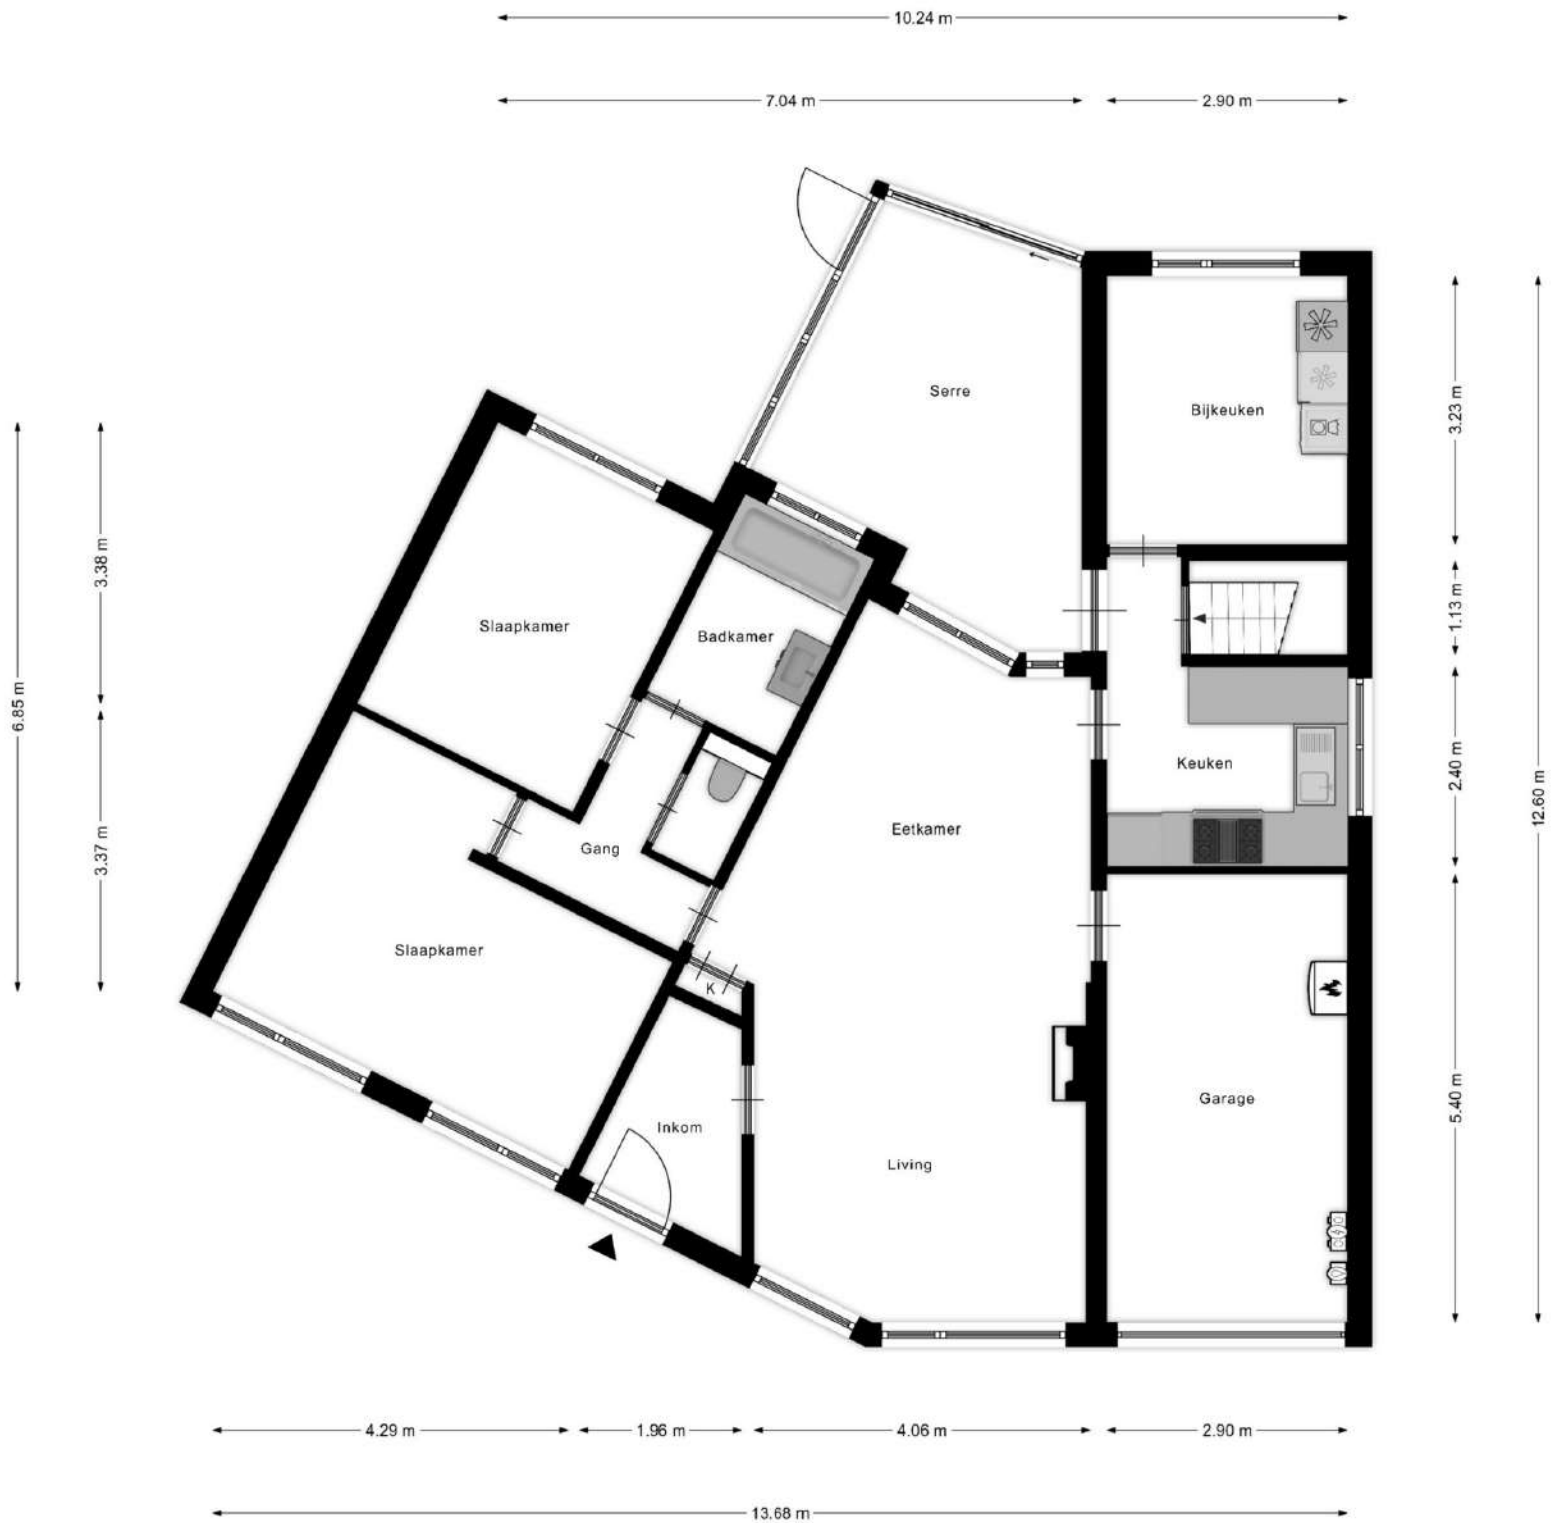 10.24 m
7.04 m
2.90 m
Serre
Bijkeuken
3.23 m
3.38 m
1.13 m
Slaapkamer
Badkamer
6.85 m
2.40 m
Keuken
12.60 m
Eetkamer
Gang
3.37 m
Slaapkamer
K
Garage
5.40 m
Inkom
Living
4.29 m
1.96 m
4.06 m
2.90 m
13.68 m